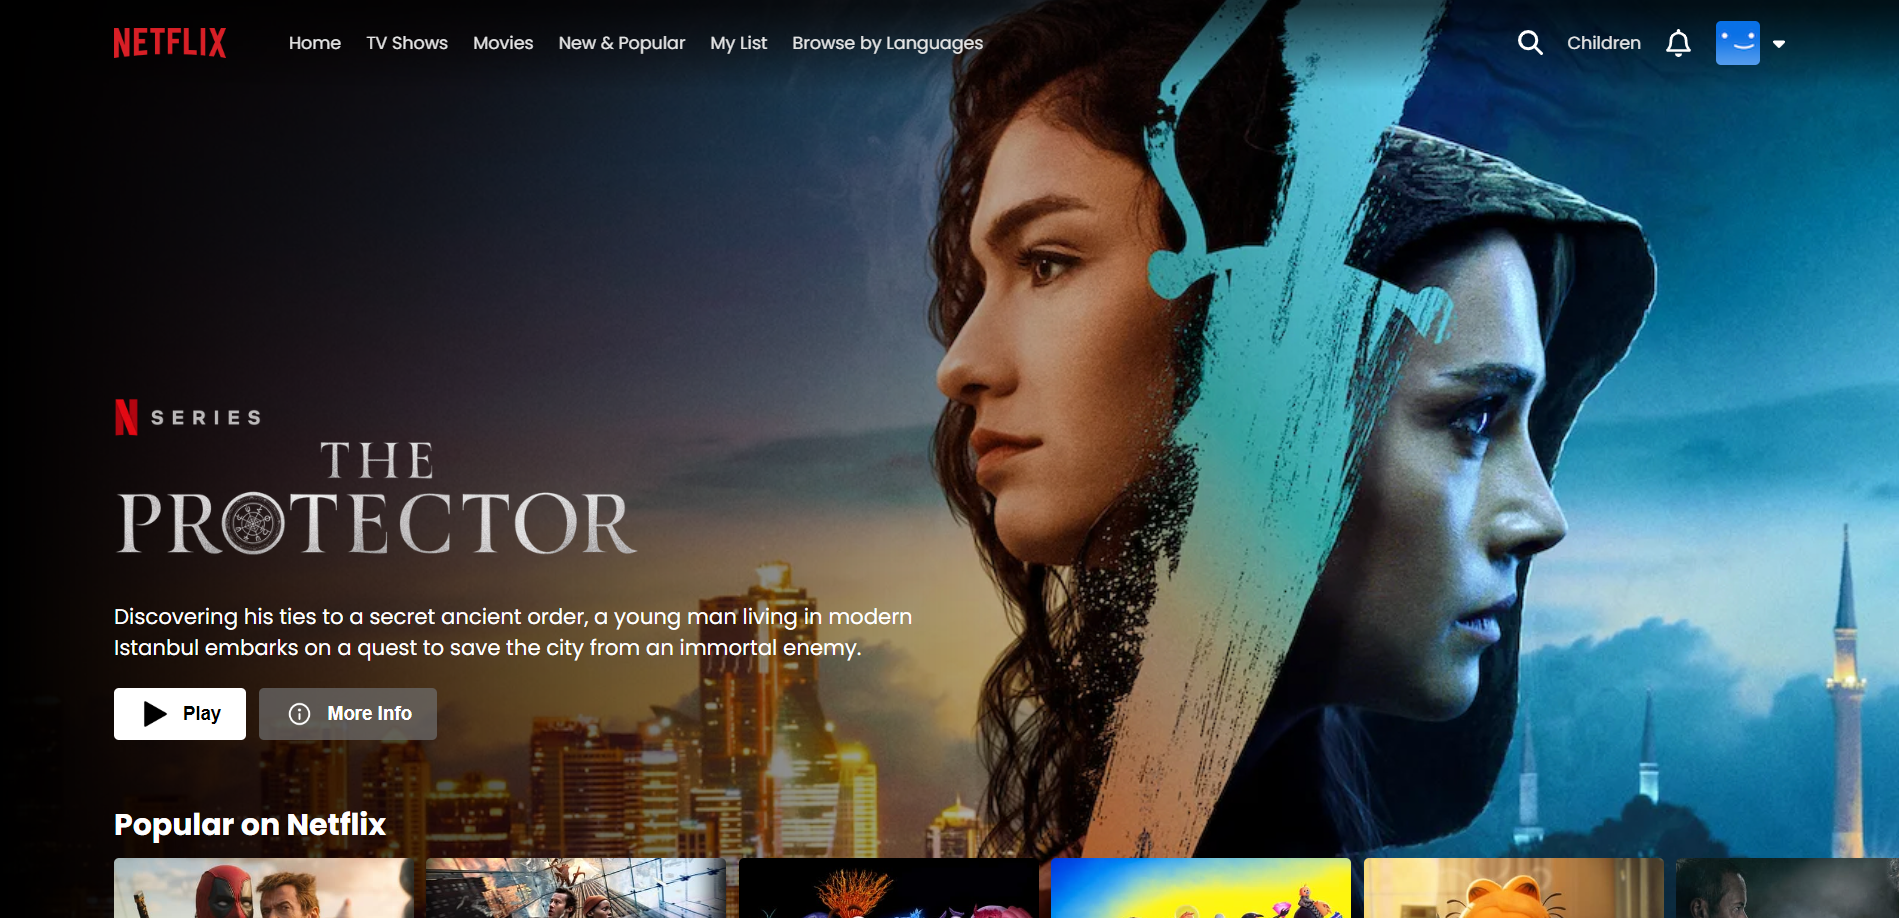 NETFLIX
Home TV Shows Movies New & Popular My List Browse by Languages
Children
N SERIES
THE
PROTECTOR
Discovering his ties to a secret ancient order, a young man living in modern
Istanbul embarks on a quest to save the city from an immortal enemy.
Play More Info
Popular on Netflix